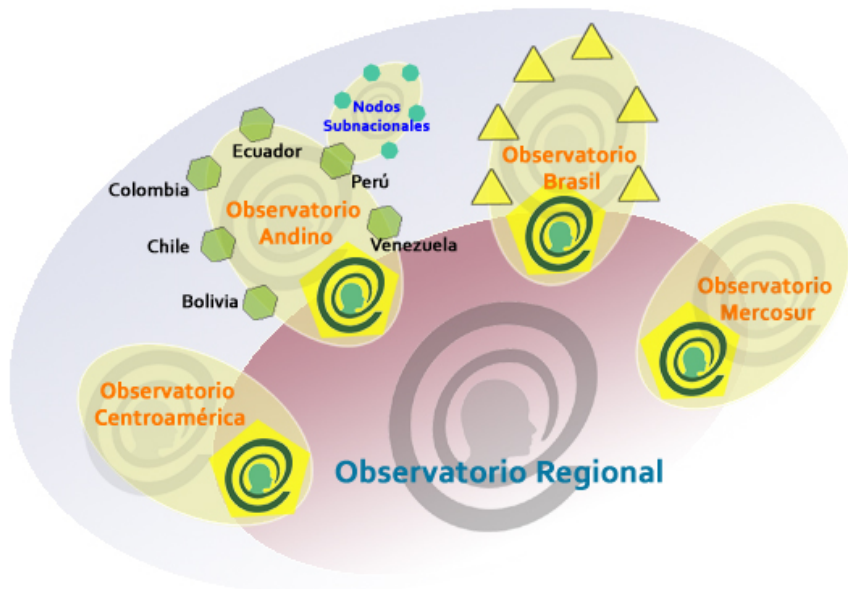 Nodos
Subnacionales
Ecuador
Perú
Colombia
Observatorio
Andino
Chile
Venezuela
Bolivia
Observatorio
Brasil
Observatorio
Mercosur
Observatorio
Centroamérica
Observatorio Regional